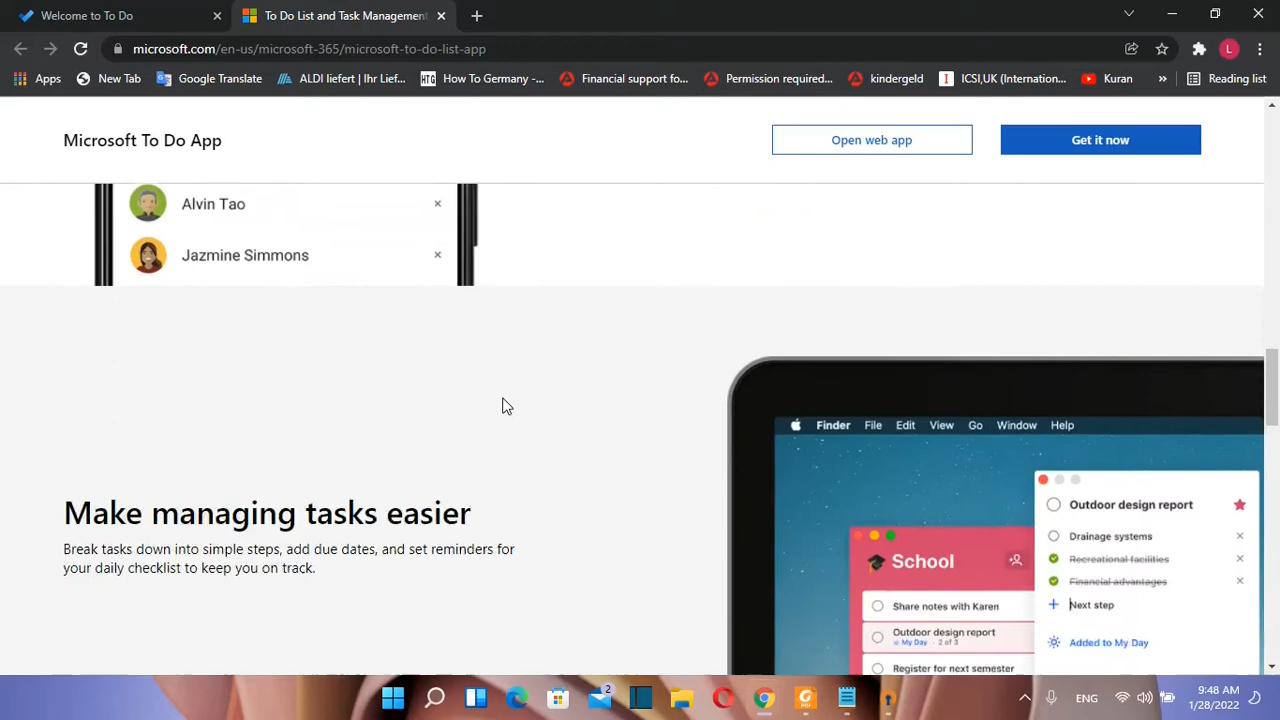 Welcome to Do
To Do List and Task Management
microsoft.com/en-us/microsoft-365/microsoft-to-do-list-app
L
Apps
New Tab
Google Translate
ALDI liefert | Ihr Lief...
HTG
How To Germany -...
Financial support fo...
Permission required...
kindergeld
I
ICSI,UK (Internation...
Kuran
»
Reading list
Microsoft To Do App
Open web app
Get it now
Alvin Tao
Jazmine Simmons
Make managing tasks easier
Break tasks down into simple steps, add due dates, and set reminders for
your daily checklist to keep you on track.
Finder File Edit View Go Window Help
Outdoor design report
Drainage systems
Recreational facilities
Financial advantages
Next step
Added to My Day
School
Share notes with Karen
Outdoor design report
My Day · 2 of 3
Register for next semester
2
ENG
9:48 AM
1/28/2022